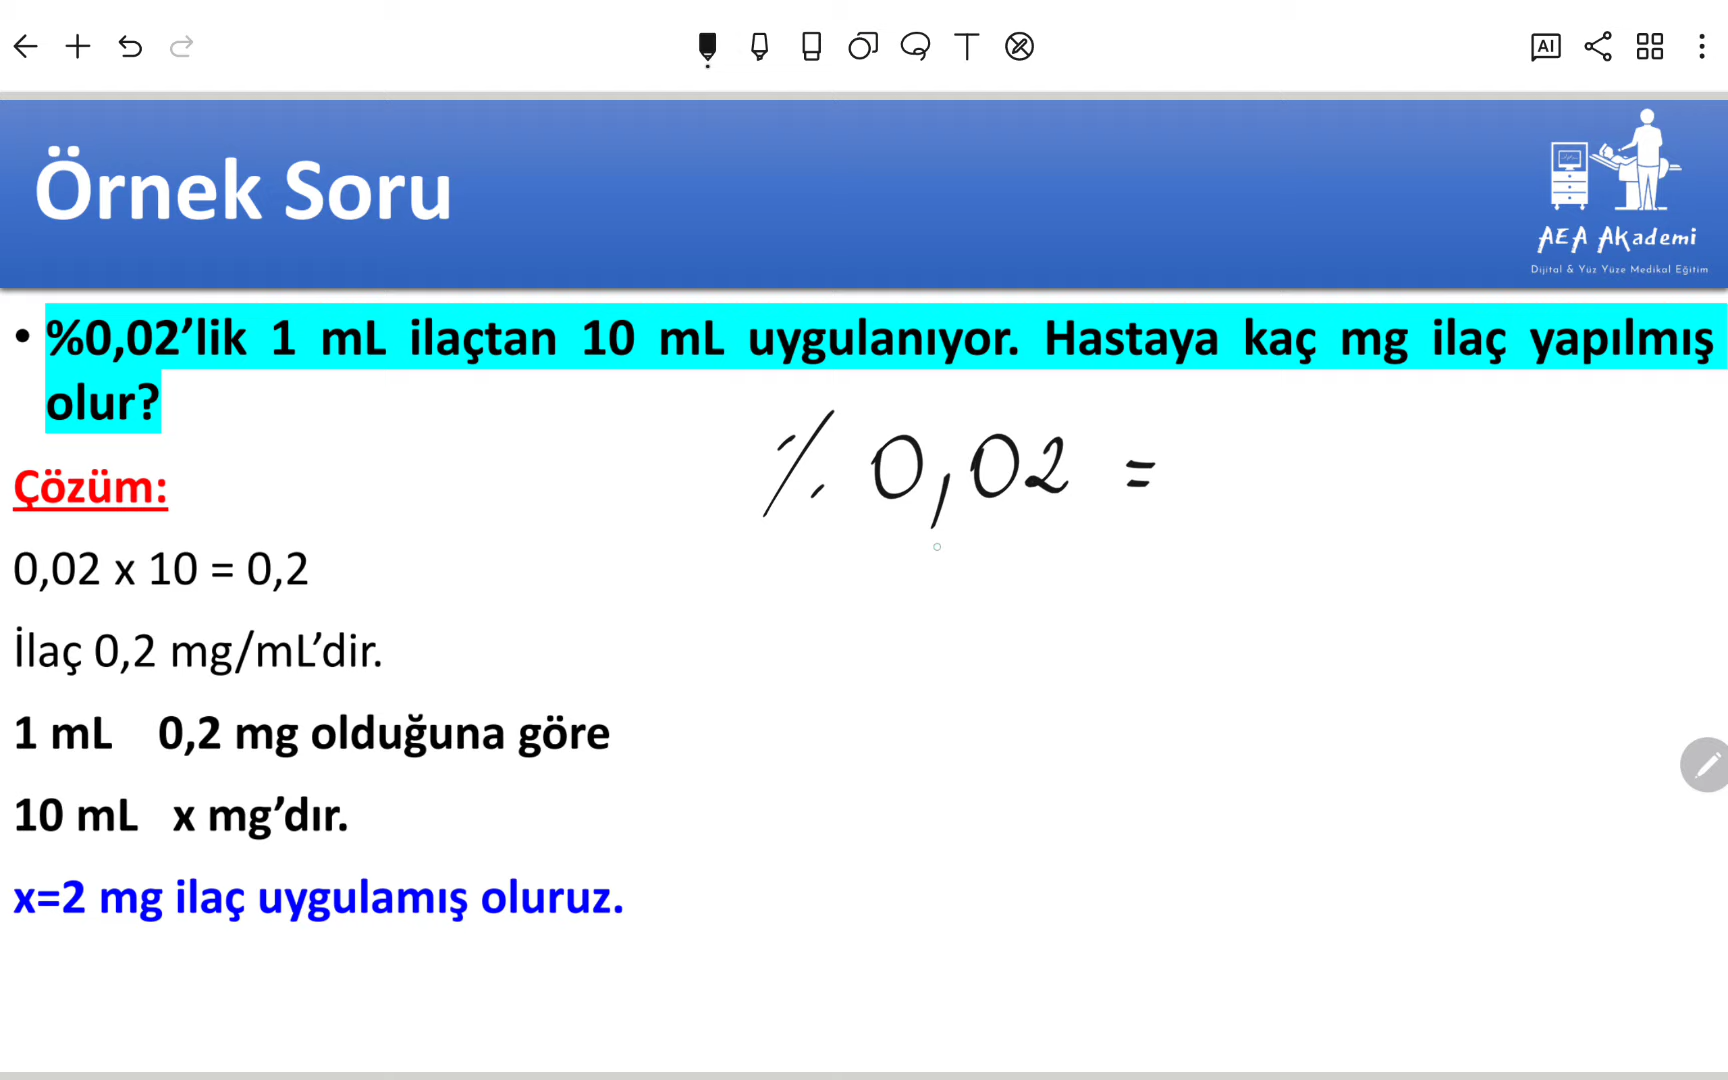 AI
Örnek Soru
AEA Akademi
Dijital & Yüz Yüze Medikal Eğitim
• %0,02’lik 1 mL ilaçtan 10 mL uygulanıyor. Hastaya kaç mg ilaç yapılmış
olur?
% 0,02 =
Çözüm:
0,02 x 10 = 0,2
İlaç 0,2 mg/mL’dir.
1 mL 0,2 mg olduğuna göre
10 mL x mg’dır.
x=2 mg ilaç uygulamış oluruz.